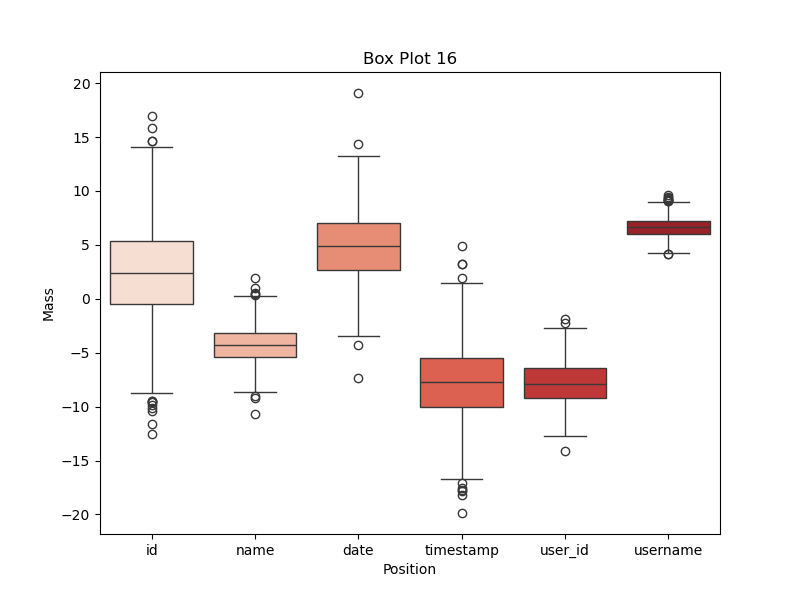 Box Plot 16
Mass
20
15
10
5
0
−5
−10
−15
−20
id
name
date
timestamp
user_id
username
Position